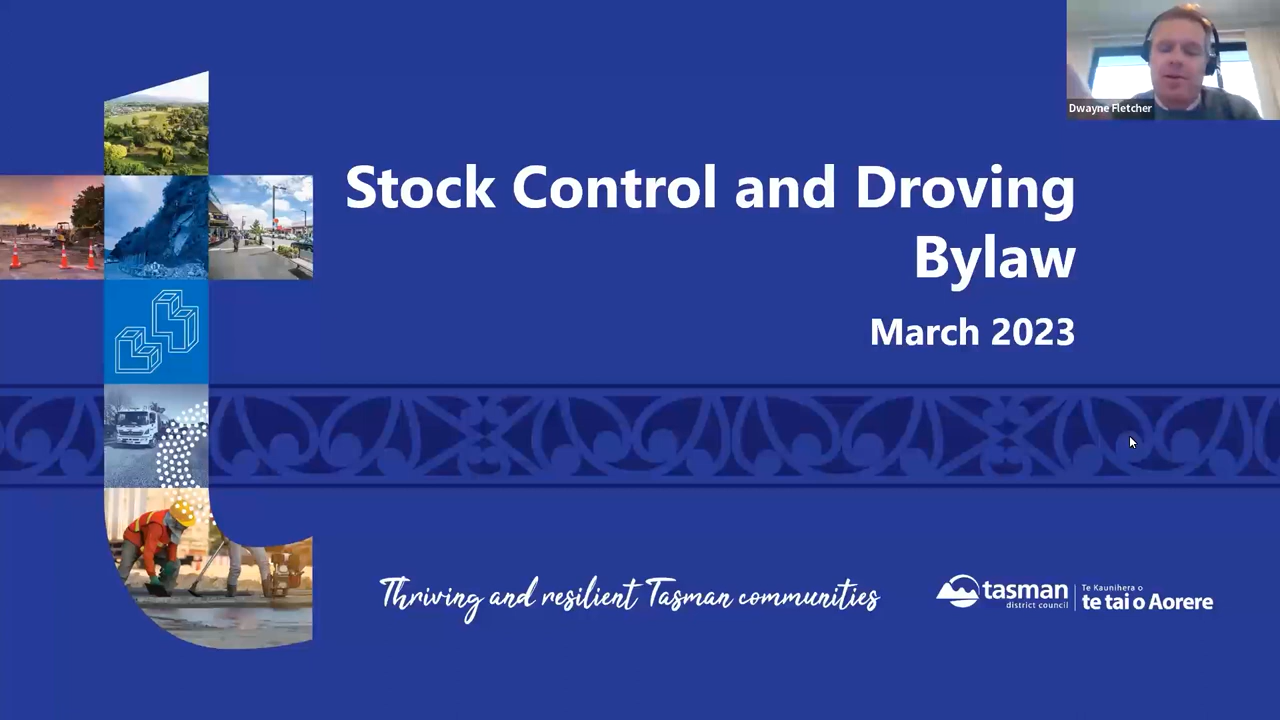 Dwayne Fletcher
Stock Control and Droving
Bylaw
March 2023
Thriving and resilient Tasman communities
tasman
district council
Te Kaunihera o
te tai o Aorere